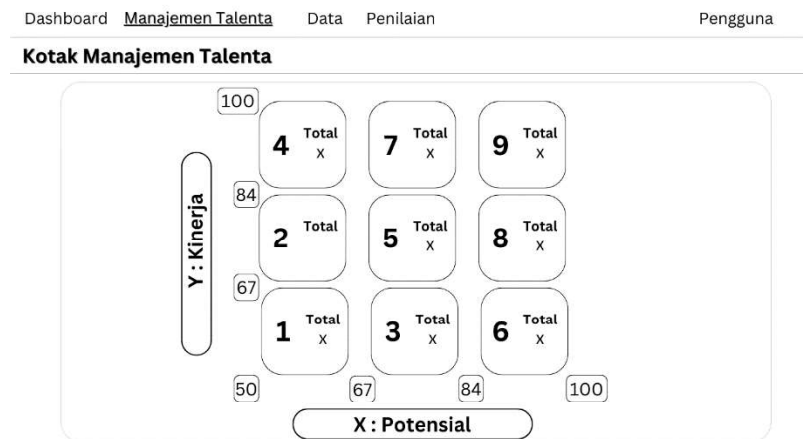 Dashboard Manajemen Talenta Data Penilaian Pengguna
Kotak Manajemen Talenta
100
4 Total X
7 Total X
9 Total X
84
Y : Kinerja
2 Total
5 Total X
8 Total X
67
1 Total X
3 Total X
6 Total X
50 67 84 100
X : Potensial